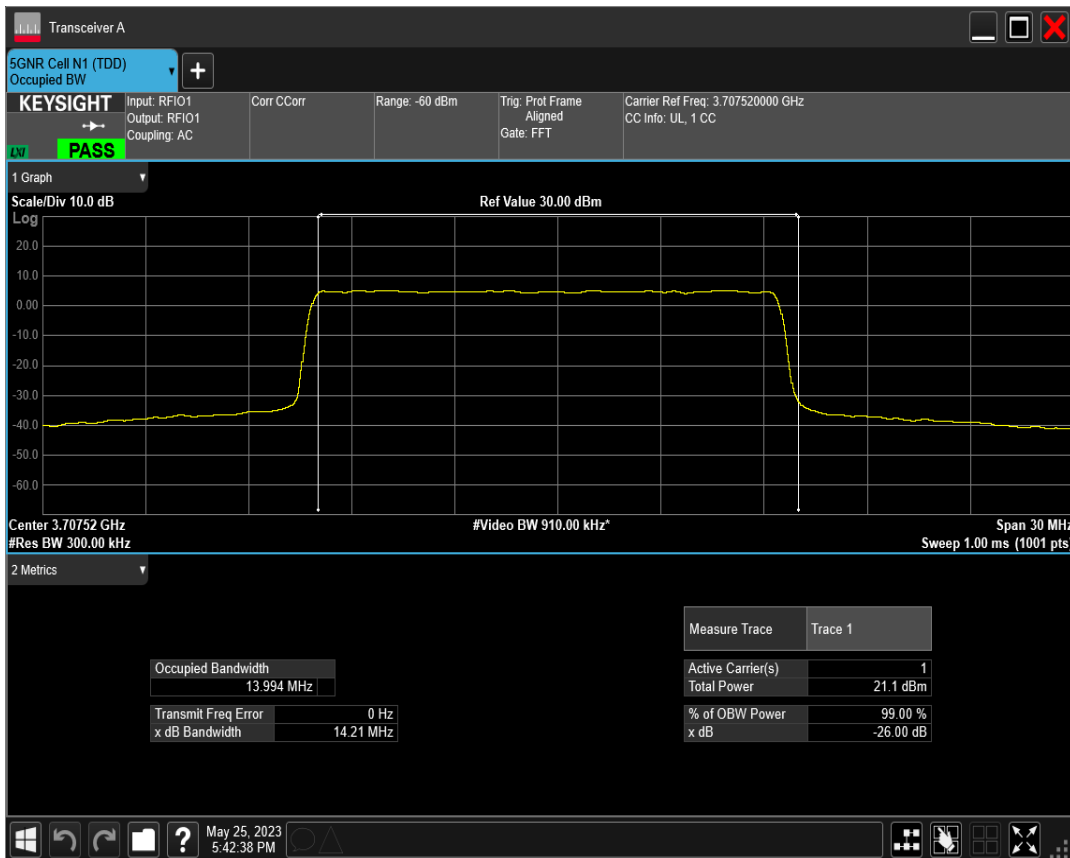 Transceiver A
5GNR Cell N1 (TDD)
Occupied BW
+
KEYSIGHT
LXI
PASS
Input: RFIO1
Output: RFIO1
Coupling: AC
Corr CCorr
Range: -60 dBm
Trig: Prot Frame
Aligned
Gate: FFT
Carrier Ref Freq: 3.707520000 GHz
CC Info: UL, 1 CC
1 Graph
Scale/Div 10.0 dB
Ref Value 30.00 dBm
Log
20.0
10.0
0.00
-10.0
-20.0
-30.0
-40.0
-50.0
-60.0
Center 3.70752 GHz
#Video BW 910.00 kHz*
Span 30 MHz
#Res BW 300.00 kHz
Sweep 1.00 ms (1001 pts)
2 Metrics
Measure Trace Trace 1
Occupied Bandwidth
13.994 MHz
Active Carrier(s) 1
Total Power 21.1 dBm
Transmit Freq Error 0 Hz
x dB Bandwidth 14.21 MHz
% of OBW Power 99.00 %
x dB -26.00 dB
?
May 25, 2023
5:42:38 PM